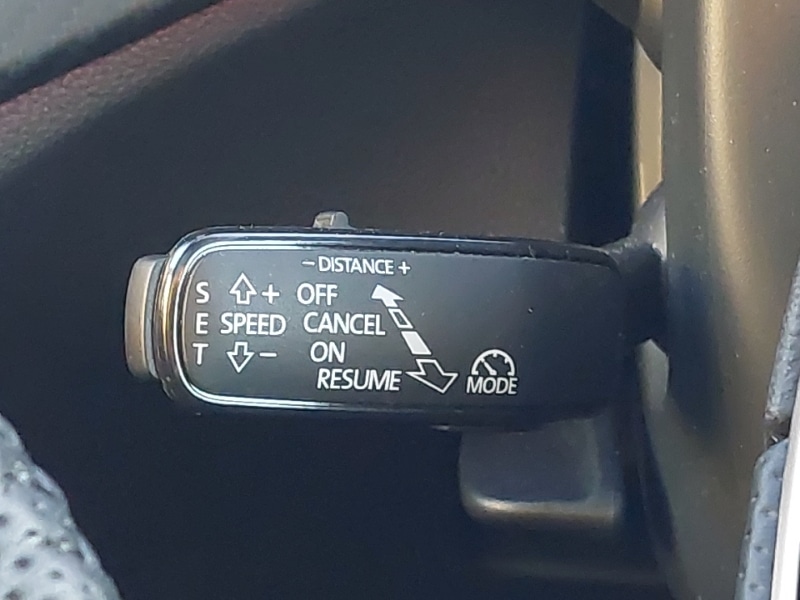 – DISTANCE +
S + OFF
E SPEED CANCEL
T – ON
RESUME MODE